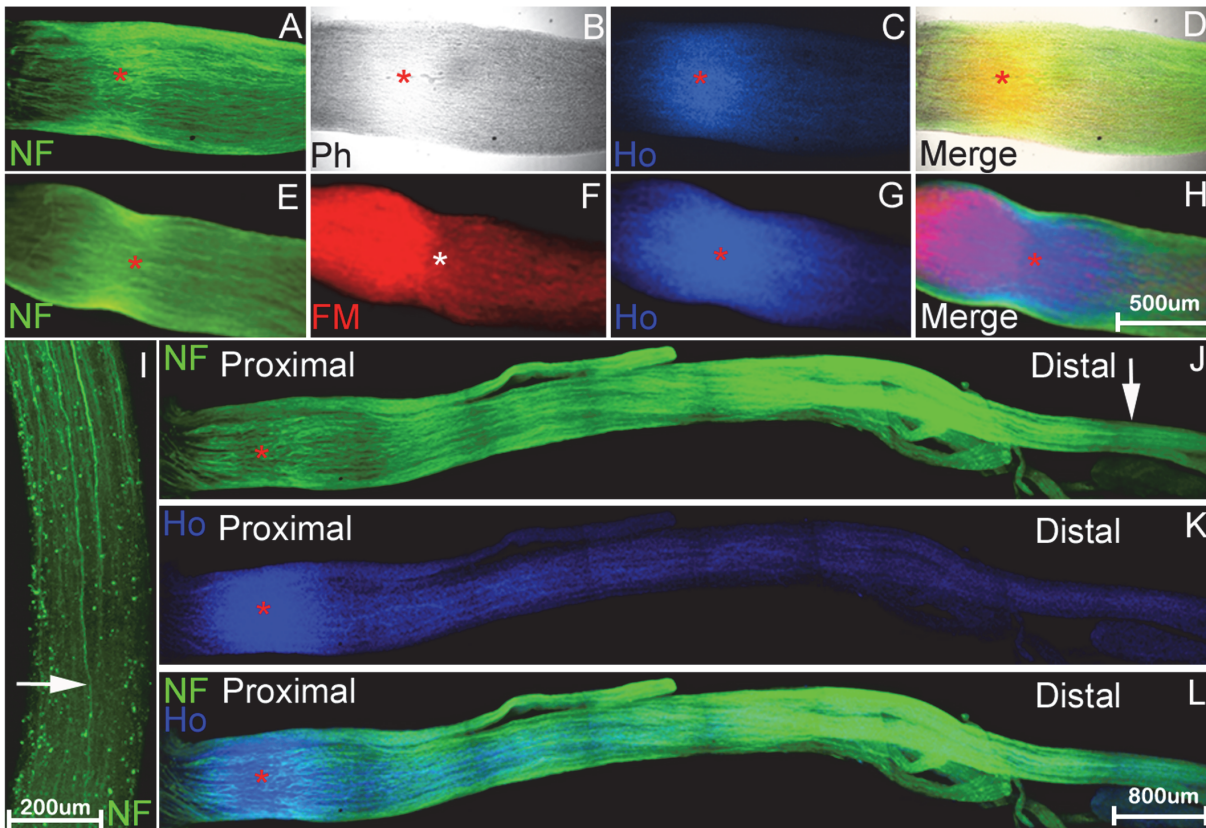 A
*
NF
B
*
Ph
C
*
Ho
D
*
Merge
E
*
NF
F
*
FM
G
*
Ho
H
*
Merge
500um
I
200um
NF
NF Proximal
Distal
J
*
Ho Proximal
Distal
K
*
NF Proximal
Ho
Distal
L
*
800um